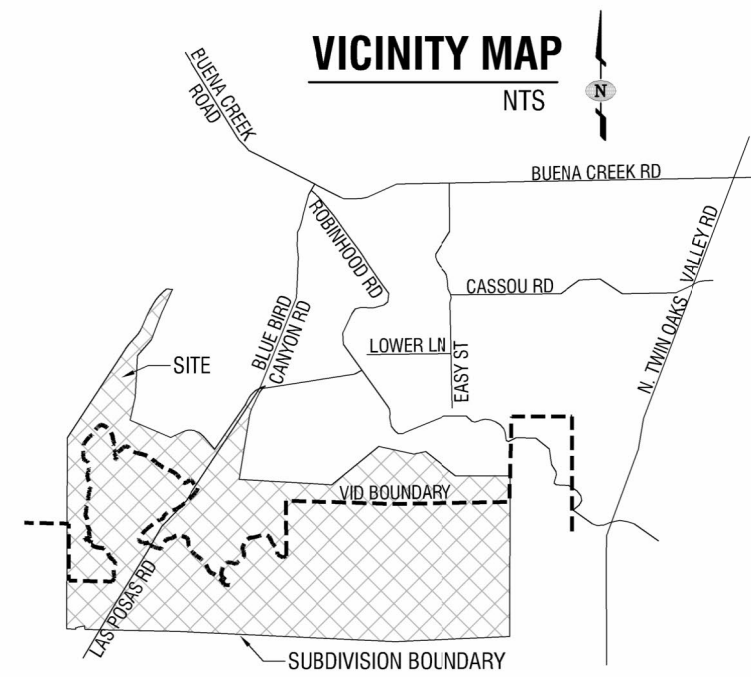 VICINITY MAP
NTS
N
BUENA CREEK
ROAD
BUENA CREEK RD
ROBINHOOD RD
N. TWIN OAKS VALLEY RD
CASSOU RD
BLUE BIRD
CANYON RD
LOWER LN
EASY ST
SITE
VID BOUNDARY
LAS POSAS RD
SUBDIVISION BOUNDARY